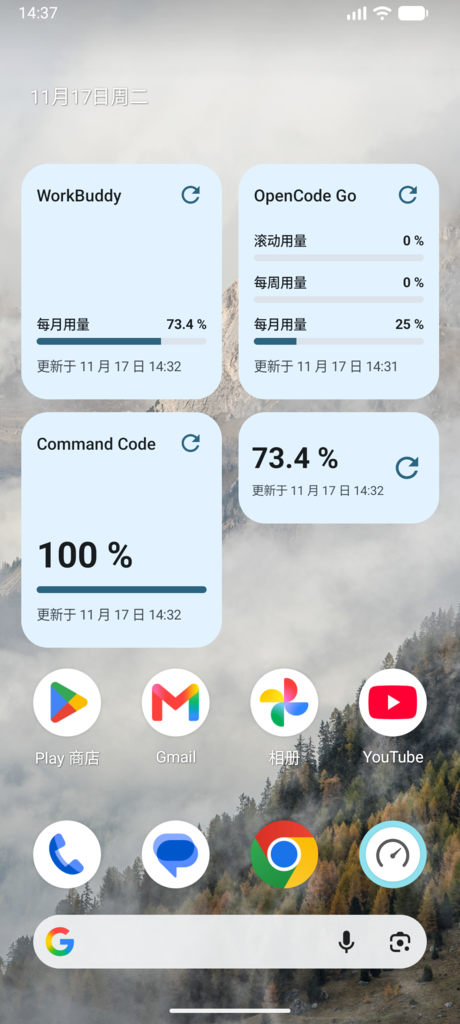 14:37
11月17日周二
WorkBuddy
每月用量 73.4 %
更新于 11 月 17 日 14:32
OpenCode Go
滚动用量 0 %
每周用量 0 %
每月用量 25 %
更新于 11 月 17 日 14:31
Command Code
100 %
更新于 11 月 17 日 14:32
73.4 %
更新于 11 月 17 日 14:32
Play 商店
Gmail
相册
YouTube